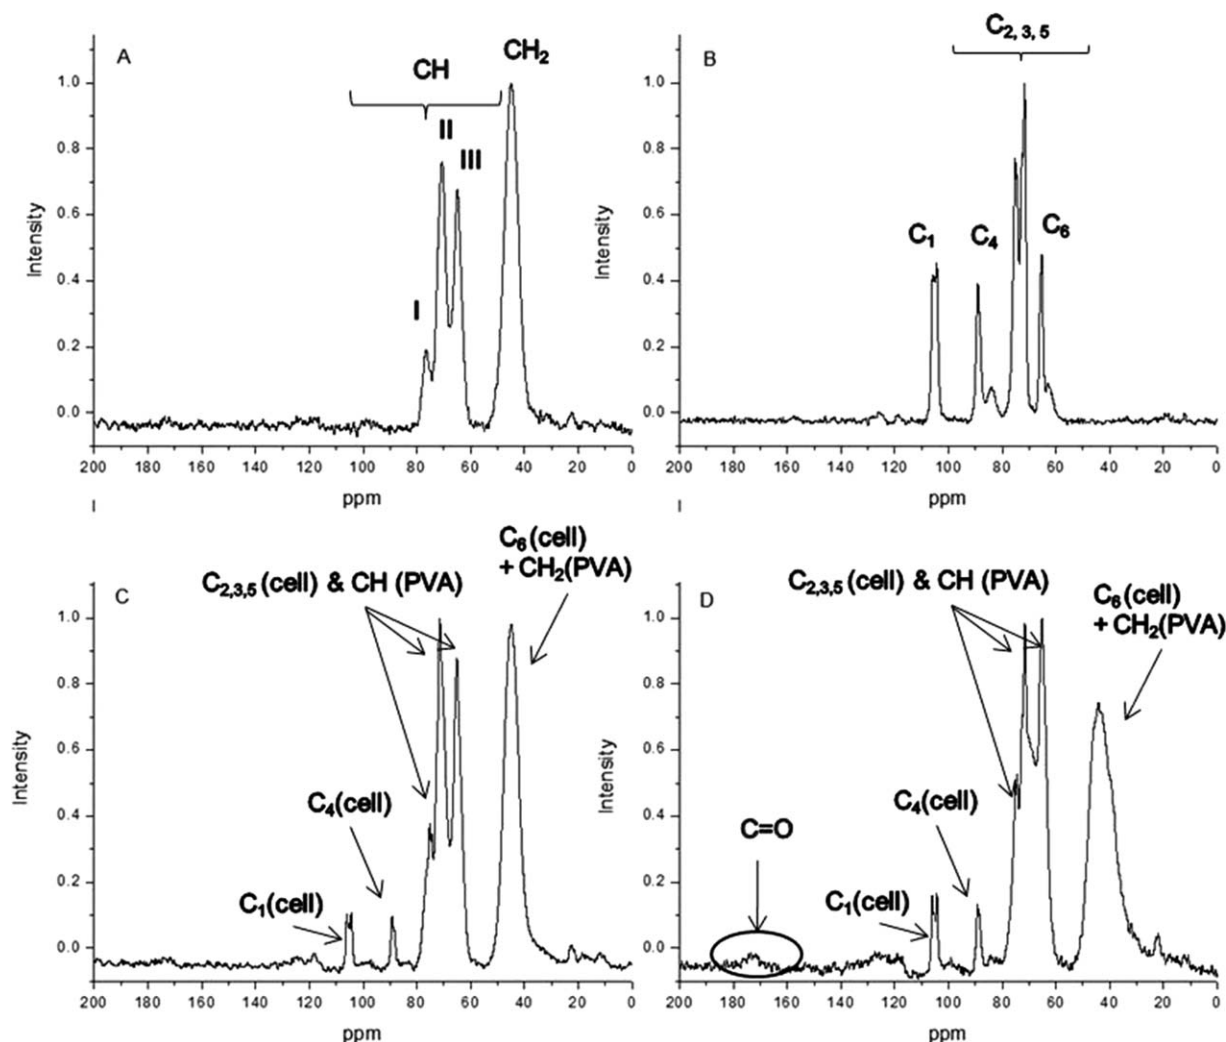 A
CH
CH₂
I
II
III
1.0
0.8
0.6
0.4
0.2
0.0
Intensity
200 180 160 140 120 100 80 60 40 20 0
ppm
B
C₂, ₃, ₅
C₁
C₄
C₆
1.0
0.8
0.6
0.4
0.2
0.0
Intensity
200 180 160 140 120 100 80 60 40 20 0
ppm
C
C₆ (cell)
+ CH₂(PVA)
C₂,₃,₅ (cell) & CH (PVA)
C₄(cell)
C₁(cell)
1.0
0.8
0.6
0.4
0.2
0.0
Intensity
200 180 160 140 120 100 80 60 40 20 0
ppm
D
C₂,₃,₅ (cell) & CH (PVA)
C₆ (cell)
+ CH₂(PVA)
C₄(cell)
C=O
C₁(cell)
1.0
0.8
0.6
0.4
0.2
0.0
Intensity
200 180 160 140 120 100 80 60 40 20 0
ppm